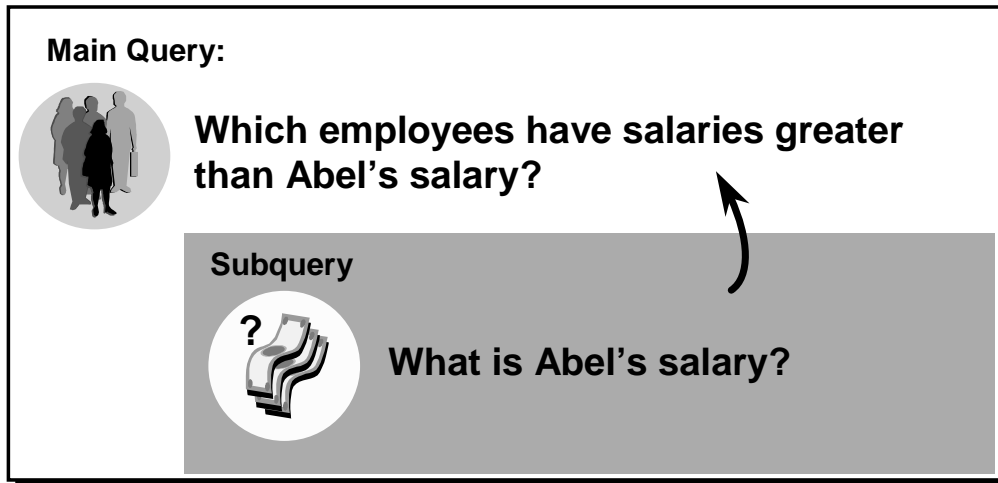 Main Query:
Which employees have salaries greater
than Abel’s salary?
Subquery
?
What is Abel’s salary?